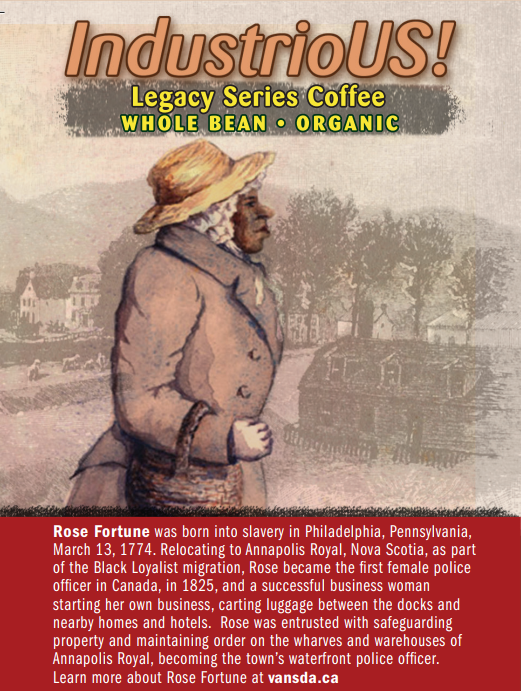 IndustrioUS!
Legacy Series Coffee
WHOLE BEAN • ORGANIC
Rose Fortune was born into slavery in Philadelphia, Pennsylvania,
March 13, 1774. Relocating to Annapolis Royal, Nova Scotia, as part
of the Black Loyalist migration, Rose became the first female police
officer in Canada, in 1825, and a successful business woman
starting her own business, carting luggage between the docks and
nearby homes and hotels.  Rose was entrusted with safeguarding
property and maintaining order on the wharves and warehouses of
Annapolis Royal, becoming the town's waterfront police officer.
Learn more about Rose Fortune at vansda.ca